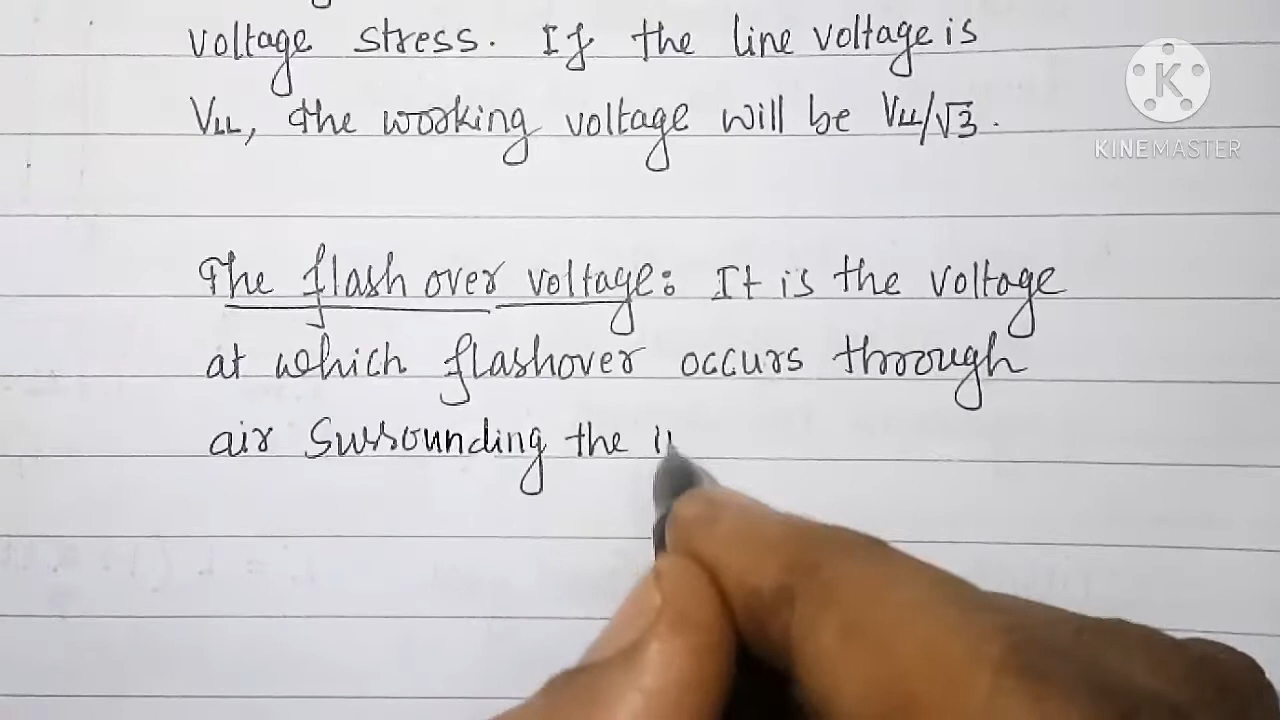 voltage stress. If the line voltage is
VLL, the working voltage will be VLL/√3.
K
KINEMASTER
The flash over voltage: It is the voltage
at which flashover occurs through
air surrounding the